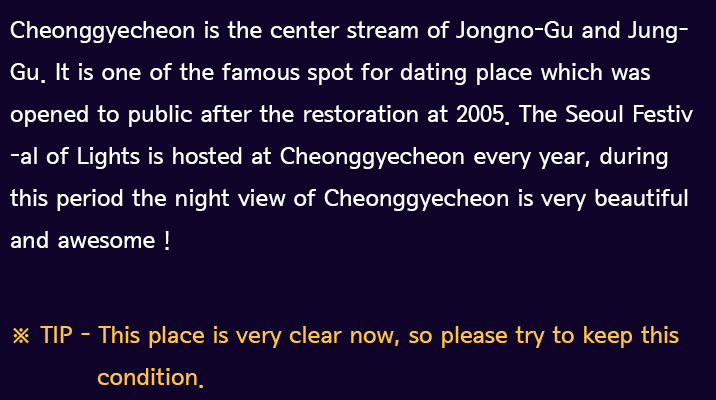 Cheonggyecheon is the center stream of Jongno-Gu and Jung-
Gu. It is one of the famous spot for dating place which was
opened to public after the restoration at 2005. The Seoul Festiv
-al of Lights is hosted at Cheonggyecheon every year, during
this period the night view of Cheonggyecheon is very beautiful
and awesome !
※ TIP - This place is very clear now, so please try to keep this
condition.